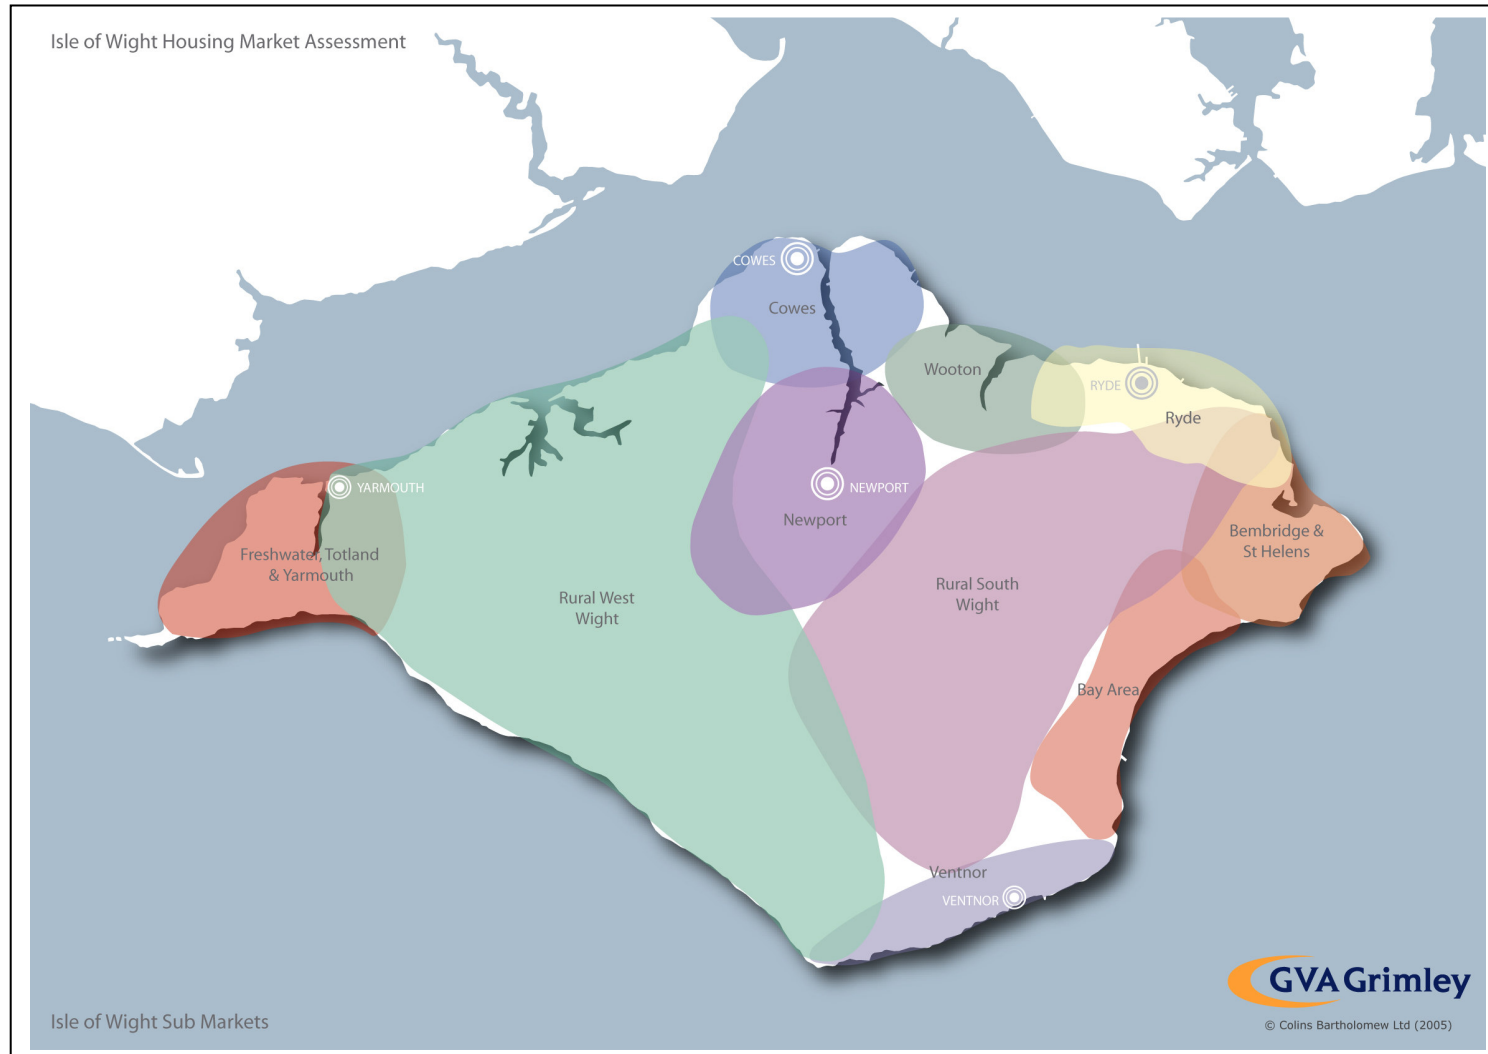 Isle of Wight Housing Market Assessment
COWES
Cowes
Wooton
RYDE
Ryde
YARMOUTH
NEWPORT
Newport
Freshwater, Totland
& Yarmouth
Bembridge &
St Helens
Rural West
Wight
Rural South
Wight
Bay Area
Ventnor
VENTNOR
GVA Grimley
© Colins Bartholomew Ltd (2005)
Isle of Wight Sub Markets